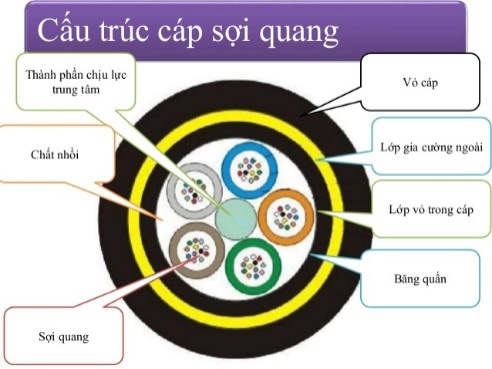 Cấu trúc cáp sợi quang
Thành phần chịu lực
trung tâm
Vỏ cáp
Chất nhồi
Lớp gia cường ngoài
Lớp vỏ trong cáp
Băng quấn
Sợi quang